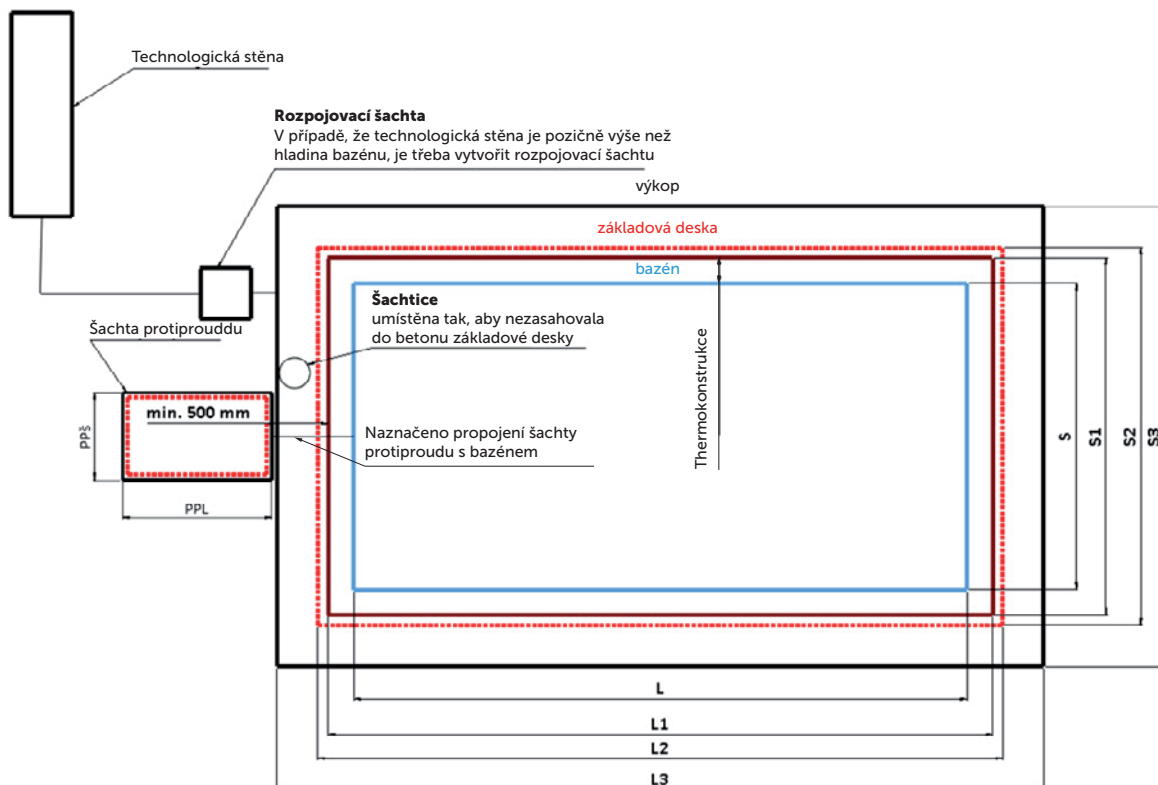 Technologická stěna
Rozpojovací šachta
V případě, že technologická stěna je pozičně výše než
hladina bazénu, je třeba vytvořit rozpojovací šachtu
výkop
základová deska
bazén
Šachtice
umístěna tak, aby nezasahovala
do betonu základové desky
Šachta protiprouddu
min. 500 mm
PPš
PPL
Naznačeno propojení šachty
protiproudu s bazénem
Thermokonstrukce
S
S1
S2
S3
L
L1
L2
L3